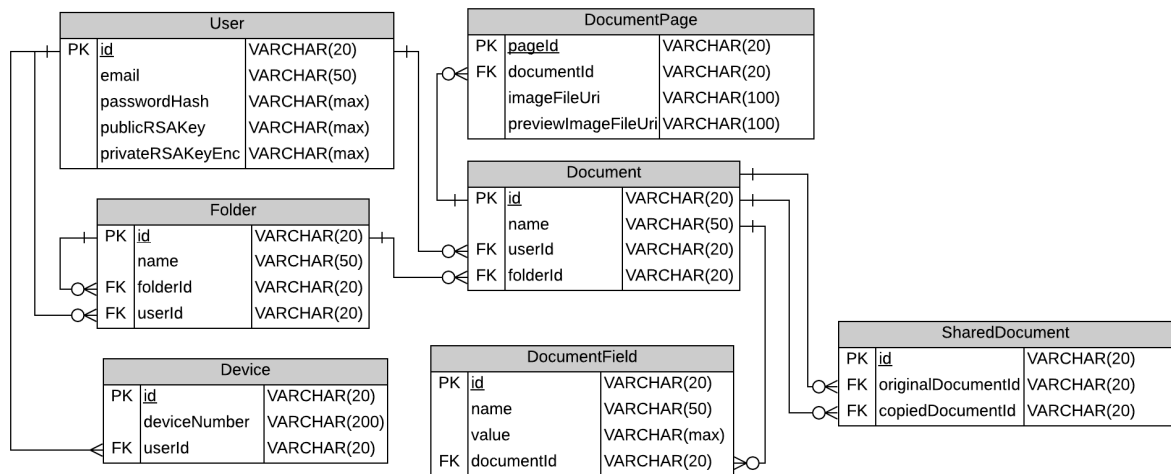 User
PK id VARCHAR(20)
email VARCHAR(50)
passwordHash VARCHAR(max)
publicRSAKey VARCHAR(max)
privateRSAKeyEnc VARCHAR(max)
DocumentPage
PK pageId VARCHAR(20)
FK documentId VARCHAR(20)
imageFileUri VARCHAR(100)
previewImageFileUri VARCHAR(100)
Folder
PK id VARCHAR(20)
name VARCHAR(50)
FK folderId VARCHAR(20)
FK userId VARCHAR(20)
Document
PK id VARCHAR(20)
name VARCHAR(50)
FK userId VARCHAR(20)
FK folderId VARCHAR(20)
Device
PK id VARCHAR(20)
deviceNumber VARCHAR(200)
FK userId VARCHAR(20)
DocumentField
PK id VARCHAR(20)
name VARCHAR(50)
value VARCHAR(max)
FK documentId VARCHAR(20)
SharedDocument
PK id VARCHAR(20)
FK originalDocumentId VARCHAR(20)
FK copiedDocumentId VARCHAR(20)